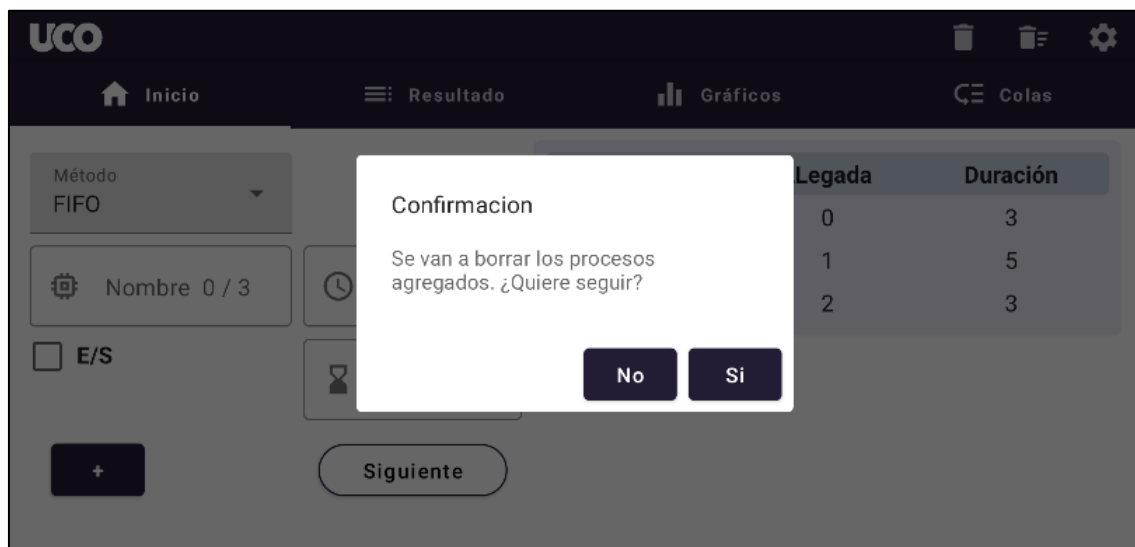 UCO
Inicio
Resultado
Gráficos
Colas
Método
FIFO
Nombre 0 / 3
E/S
+
Siguiente
Confirmacion
Se van a borrar los procesos
agregados. ¿Quiere seguir?
No Si
Legada Duración
0 3
1 5
2 3